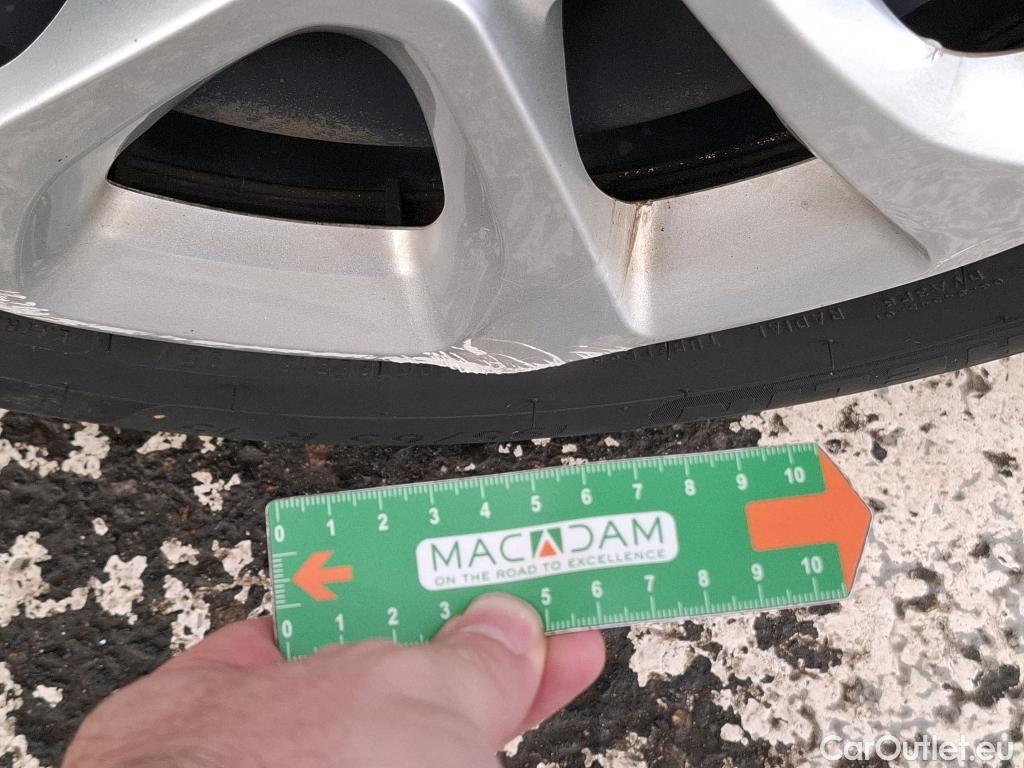 RADIAL
0 1 2 3 4 5 6 7 8 9 10
MACADAM
ON THE ROAD TO EXCELLENCE
0 1 2 3 5 6 7 8 9 10
CarOutlet.eu